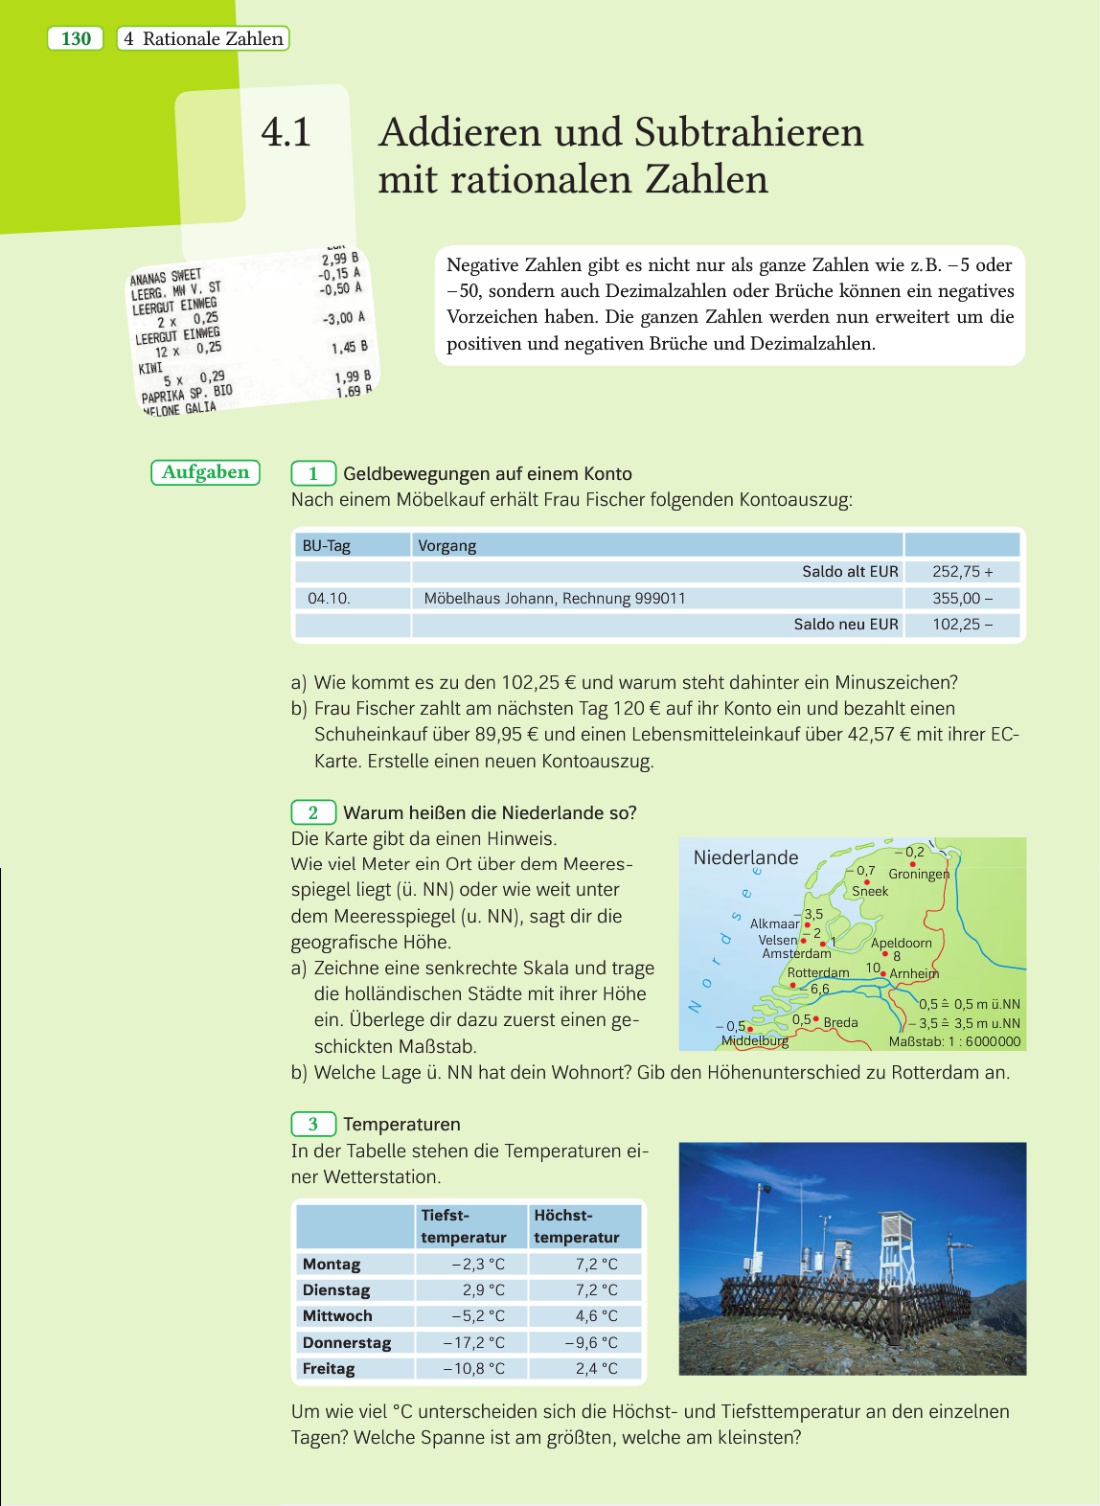 130
4 Rationale Zahlen
4.1
Addieren und Subtrahieren
mit rationalen Zahlen
ANANAS SWEET 2,99 B
LEERG. MW V. ST -0,15 A
LEERGUT EINWEG -0,50 A
2 x 0,25
LEERGUT EINWEG -3,00 A
12 x 0,25
KIWI 1,45 B
5 x 0,29
PAPRIKA SP. BIO 1,99 B
MELONE GALIA 1.69 B
Negative Zahlen gibt es nicht nur als ganze Zahlen wie z.B. −5 oder
−50, sondern auch Dezimalzahlen oder Brüche können ein negatives
Vorzeichen haben. Die ganzen Zahlen werden nun erweitert um die
positiven und negativen Brüche und Dezimalzahlen.
Aufgaben
1 Geldbewegungen auf einem Konto
Nach einem Möbelkauf erhält Frau Fischer folgenden Kontoauszug:
BU-Tag Vorgang
Saldo alt EUR 252,75 +
04.10. Möbelhaus Johann, Rechnung 999011 355,00 –
Saldo neu EUR 102,25 –
a) Wie kommt es zu den 102,25 € und warum steht dahinter ein Minuszeichen?
b) Frau Fischer zahlt am nächsten Tag 120 € auf ihr Konto ein und bezahlt einen
Schuheinkauf über 89,95 € und einen Lebensmitteleinkauf über 42,57 € mit ihrer EC-
Karte. Erstelle einen neuen Kontoauszug.
2 Warum heißen die Niederlande so?
Die Karte gibt da einen Hinweis.
Wie viel Meter ein Ort über dem Meeres-
spiegel liegt (ü. NN) oder wie weit unter
dem Meeresspiegel (u. NN), sagt dir die
geografische Höhe.
a) Zeichne eine senkrechte Skala und trage
die holländischen Städte mit ihrer Höhe
ein. Überlege dir dazu zuerst einen ge-
schickten Maßstab.
Niederlande
Nordsee
−0,2
Groningen
−0,7
Sneek
−3,5
Alkmaar
Velsen −2
1
Amsterdam
Apeldoorn
8
Rotterdam
−6,6
10
Arnheim
0,5 Breda
−0,5
Middelburg
0,5 ≙ 0,5 m ü.NN
−3,5 ≙ 3,5 m u.NN
Maßstab: 1 : 6000000
b) Welche Lage ü. NN hat dein Wohnort? Gib den Höhenunterschied zu Rotterdam an.
3 Temperaturen
In der Tabelle stehen die Temperaturen ei-
ner Wetterstation.
Tiefst- Höchst-
temperatur temperatur
Montag −2,3 °C 7,2 °C
Dienstag 2,9 °C 7,2 °C
Mittwoch −5,2 °C 4,6 °C
Donnerstag −17,2 °C −9,6 °C
Freitag −10,8 °C 2,4 °C
Um wie viel °C unterscheiden sich die Höchst- und Tiefsttemperatur an den einzelnen
Tagen? Welche Spanne ist am größten, welche am kleinsten?